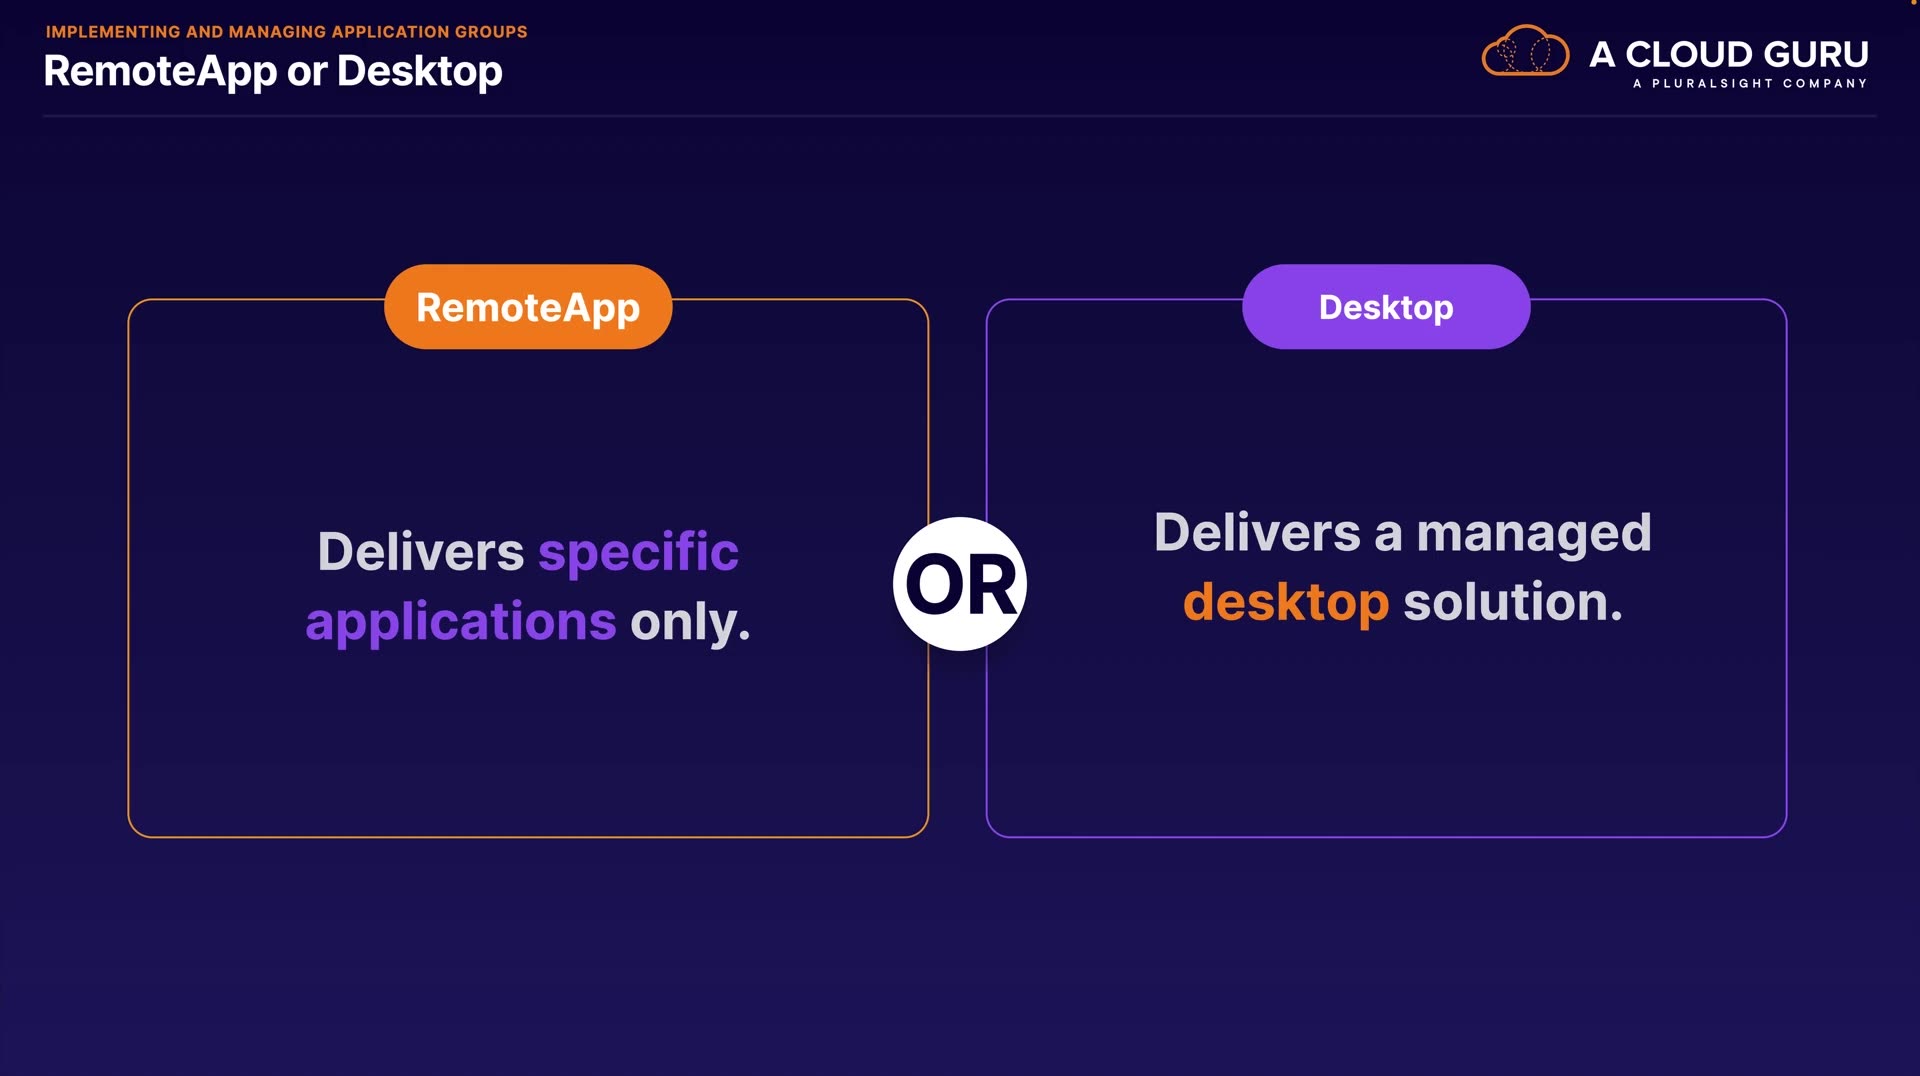 IMPLEMENTING AND MANAGING APPLICATION GROUPS
RemoteApp or Desktop
A CLOUD GURU
A PLURALSIGHT COMPANY
RemoteApp
Delivers specific
applications only.
OR
Desktop
Delivers a managed
desktop solution.